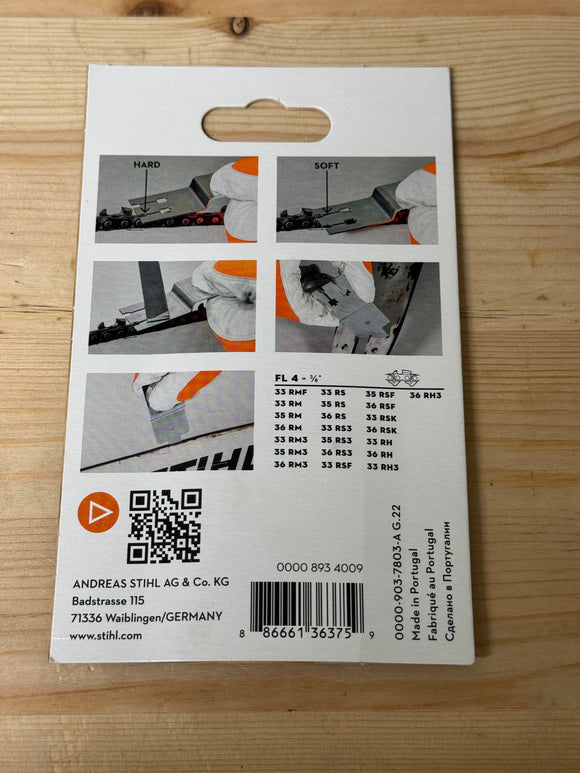 HARD
SOFT
STIHL
FL 4 - 3/8"
33 RMF 33 RS 35 RSF 36 RH3
33 RM 35 RS 36 RSF
35 RM 36 RS 33 RSK
36 RM 33 RS3 36 RSK
33 RM3 35 RS3 33 RH
35 RM3 36 RS3 36 RH
36 RM3 33 RSF 33 RH3
ANDREAS STIHL AG & Co. KG
Badstrasse 115
71336 Waiblingen/GERMANY
www.stihl.com
0000 893 4009
8 86661 36375 9
0000-903-7803-A G.22
Made in Portugal
Fabriqué au Portugal
Сделано в Португалии